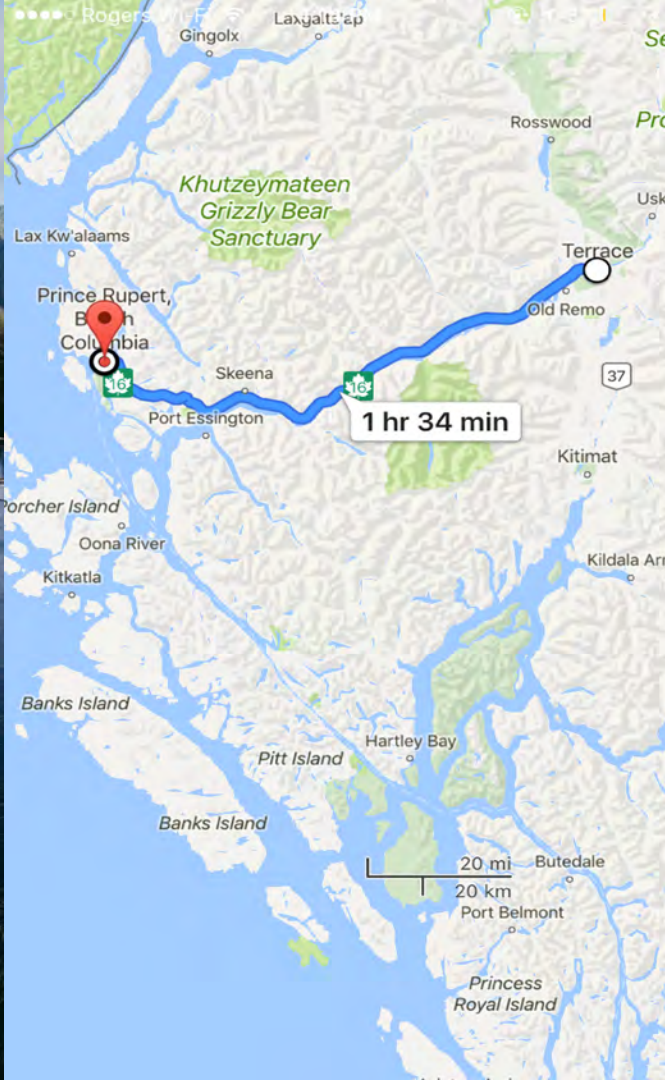 Rogers Wi-Fi
Laxgalts'ap
Gingolx
Se
Rosswood
Pro
Khutzeymateen
Grizzly Bear
Sanctuary
Usk
Lax Kw'alaams
Terrace
Prince Rupert,
British
Columbia
Old Remo
16
Skeena
16
37
Port Essington
1 hr 34 min
Kitimat
Porcher Island
Oona River
Kildala Arm
Kitkatla
Banks Island
Hartley Bay
Pitt Island
Banks Island
20 mi
Butedale
20 km
Port Belmont
Princess
Royal Island